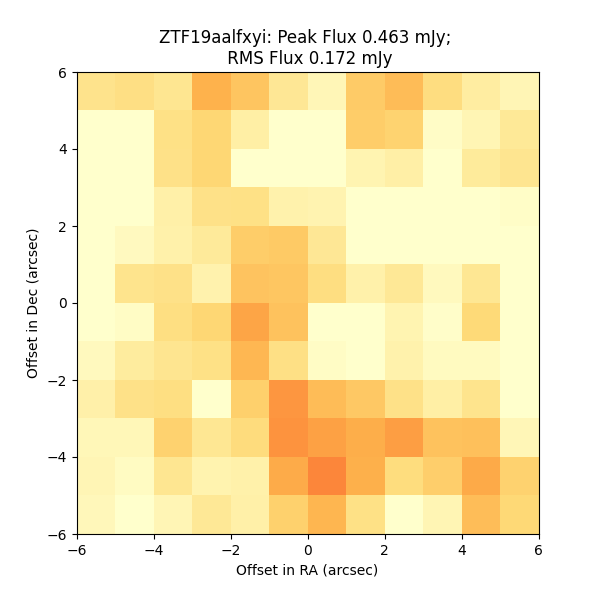 ZTF19aalfxyi: Peak Flux 0.463 mJy;
RMS Flux 0.172 mJy
6
4
2
0
−2
−4
−6
Offset in Dec (arcsec)
−6 −4 −2 0 2 4 6
Offset in RA (arcsec)